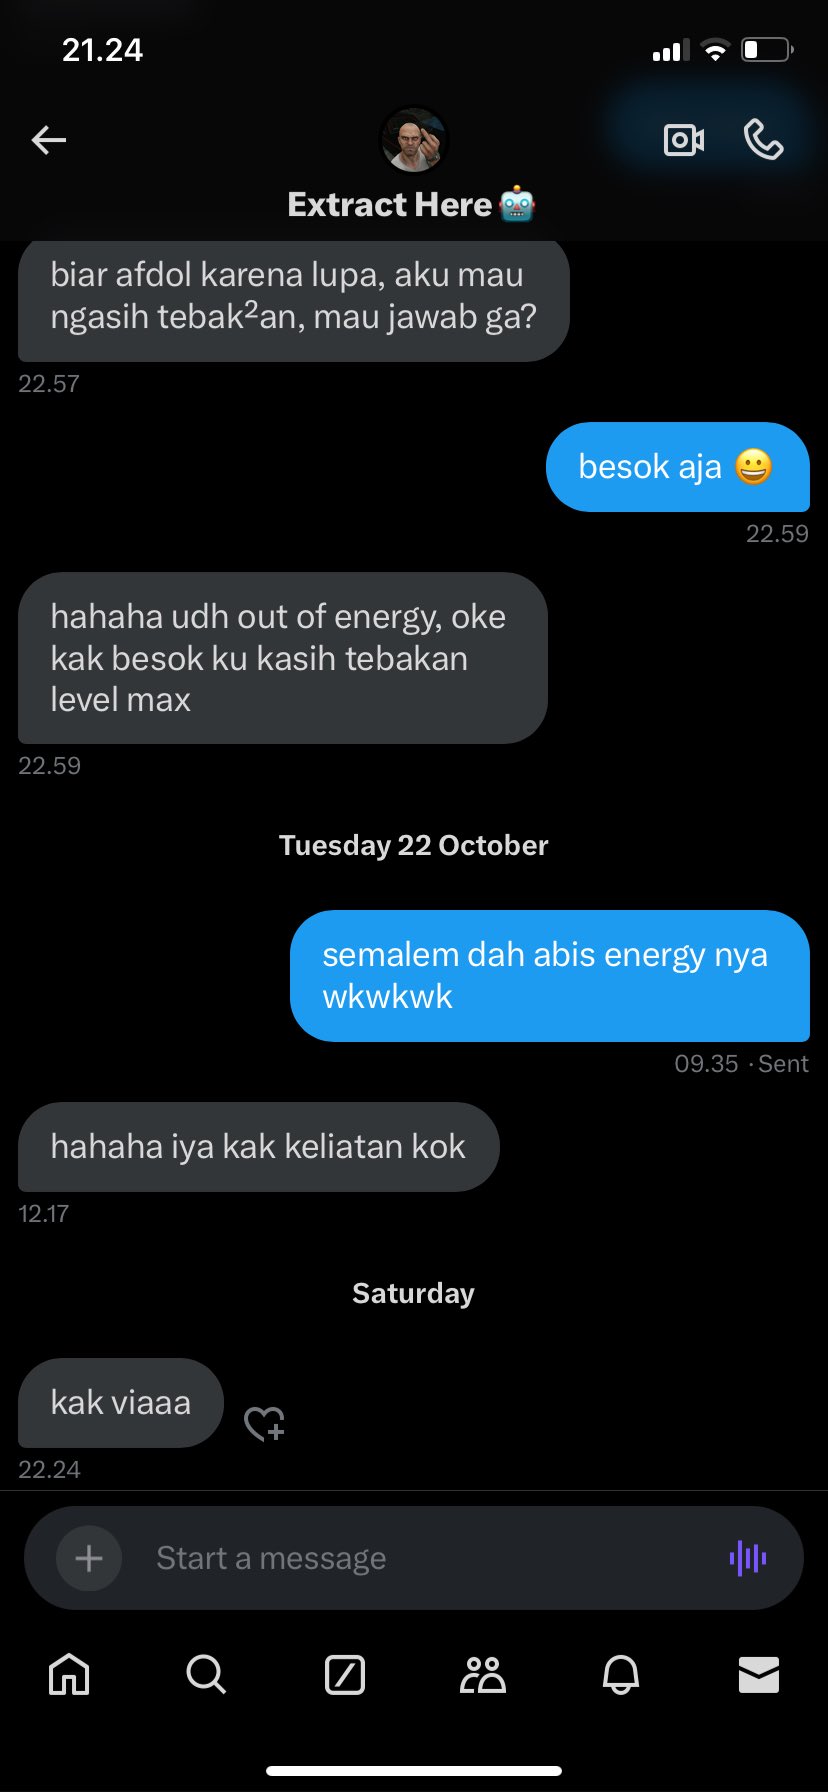 21.24
Extract Here🤖
biar afdol karena lupa, aku mau
ngasih tebak²an, mau jawab ga?
22.57
besok aja 😀
22.59
hahaha udh out of energy, oke
kak besok ku kasih tebakan
level max
22.59
Tuesday 22 October
semalem dah abis energy nya
wkwkwk
09.35 · Sent
hahaha iya kak keliatan kok
12.17
Saturday
kak viaaa
22.24
Start a message